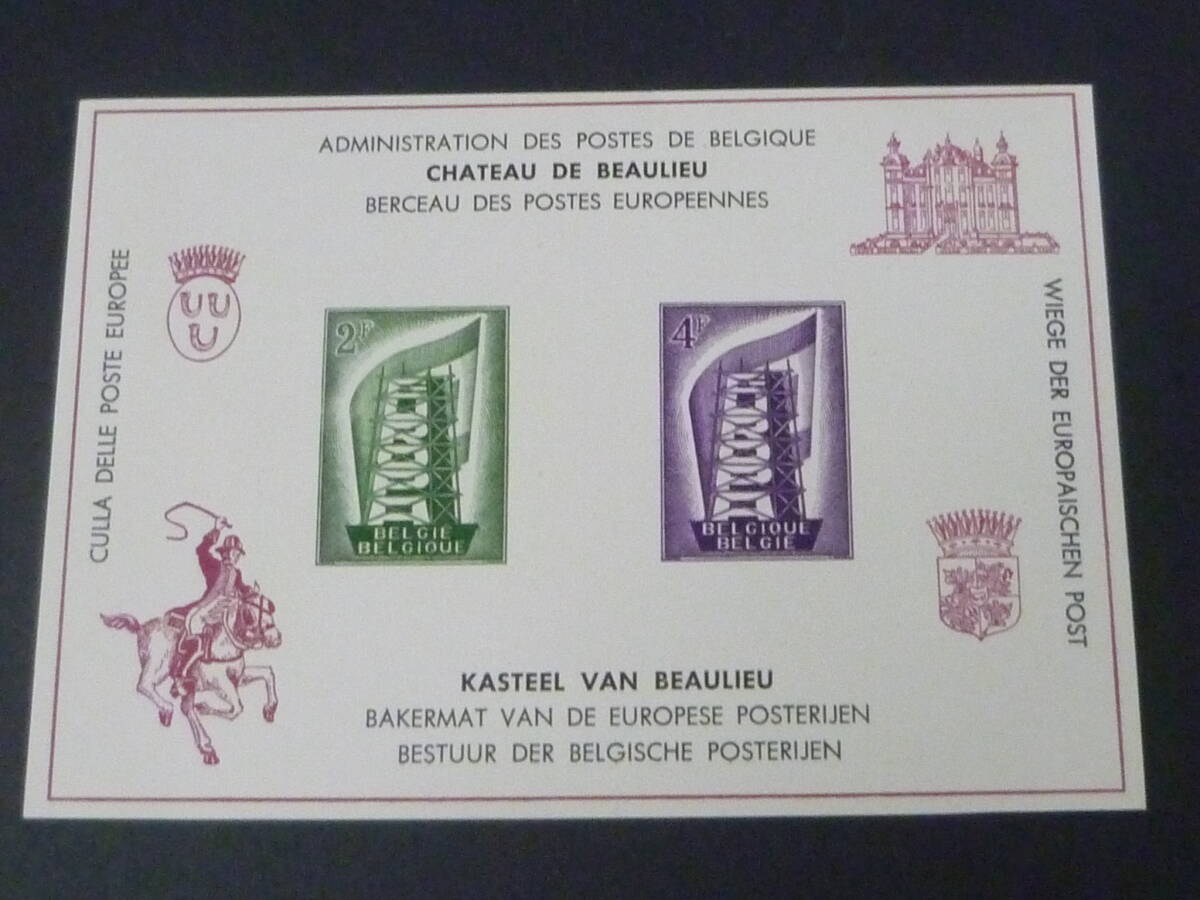 ADMINISTRATION DES POSTES DE BELGIQUE
CHATEAU DE BEAULIEU
BERCEAU DES POSTES EUROPEENNES
CULLA DELLE POSTE EUROPEE
WIEGE DER EUROPAISCHEN POST
2F
BELGIE
BELGIQUE
4F
BELGIQUE
BELGIE
KASTEEL VAN BEAULIEU
BAKERMAT VAN DE EUROPESE POSTERIJEN
BESTUUR DER BELGISCHE POSTERIJEN